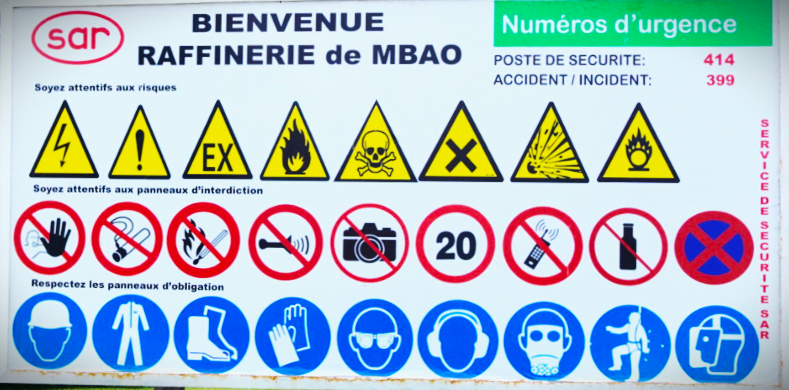 sar
BIENVENUE
RAFFINERIE de MBAO
Numéros d'urgence
POSTE DE SECURITE: 414
ACCIDENT / INCIDENT: 399
Soyez attentifs aux risques
EX
Soyez attentifs aux panneaux d'interdiction
20
Respectez les panneaux d'obligation
SERVICE DE SECURITE SAR